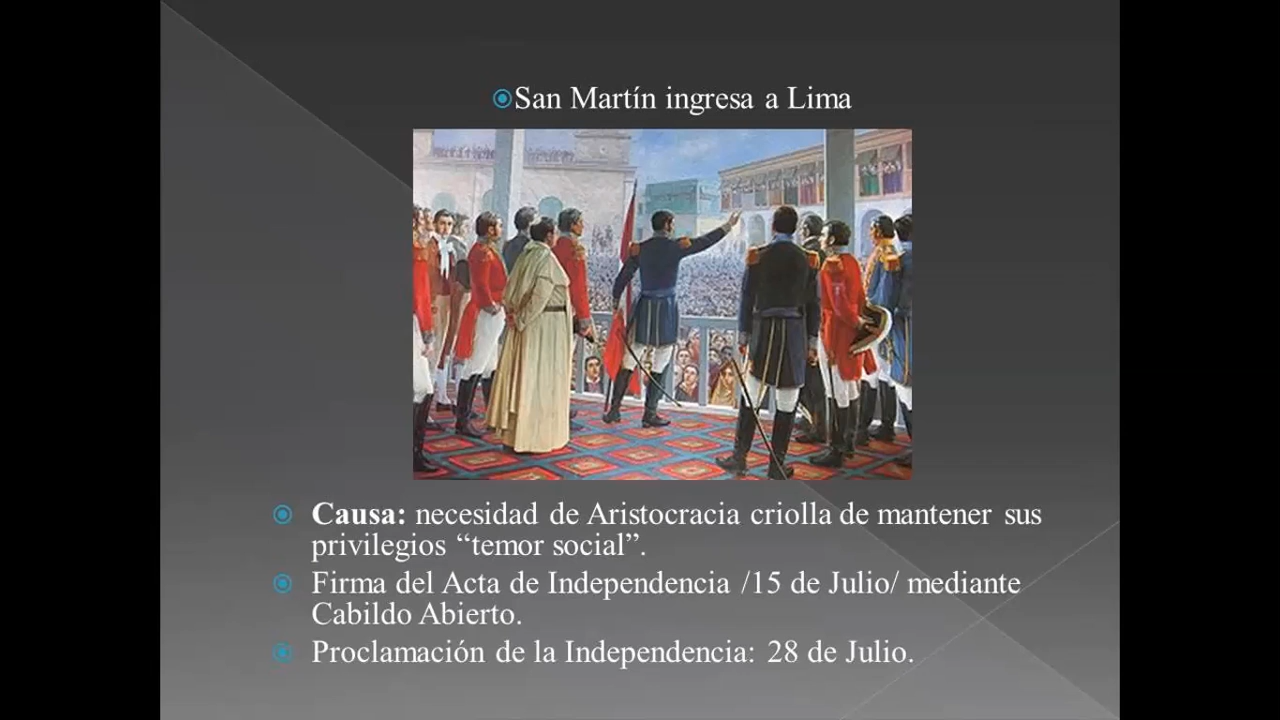 San Martín ingresa a Lima
Causa: necesidad de Aristocracia criolla de mantener sus
privilegios “temor social”.
Firma del Acta de Independencia /15 de Julio/ mediante
Cabildo Abierto.
Proclamación de la Independencia: 28 de Julio.